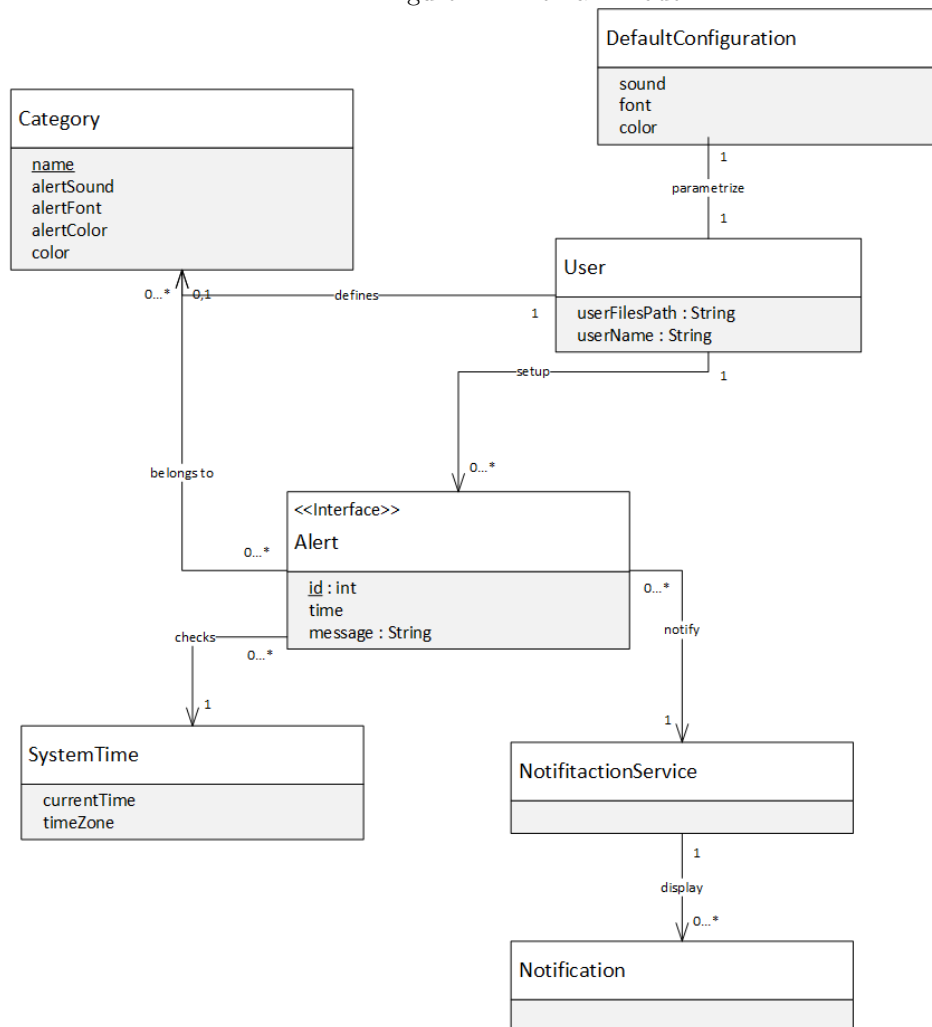 DefaultConfiguration
sound
font
color
1
parametrize
1
Category
name
alertSound
alertFont
alertColor
color
User
userFilesPath : String
userName : String
0...*
0,1
defines
1
setup
1
0...*
belongs to
<<Interface>>
Alert
id : int
time
message : String
0...*
0...*
checks
0...*
notify
1
1
SystemTime
currentTime
timeZone
NotifitactionService
1
display
0...*
Notification